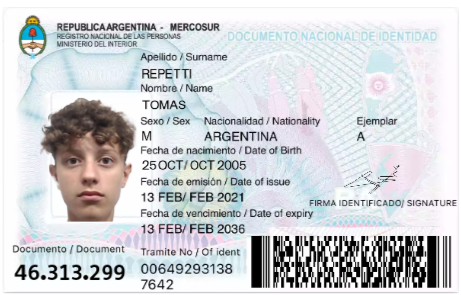 REPUBLICA ARGENTINA - MERCOSUR
REGISTRO NACIONAL DE LAS PERSONAS
MINISTERIO DEL INTERIOR
DOCUMENTO NACIONAL DE IDENTIDAD
Apellido / Surname
REPETTI
Nombre / Name
TOMAS
Sexo / Sex Nacionalidad / Nationality Ejemplar
M ARGENTINA A
Fecha de nacimiento / Date of Birth
25 OCT/ OCT 2005
Fecha de emisión / Date of issue
13 FEB/ FEB 2021
FIRMA IDENTIFICADO/ SIGNATURE
Fecha de vencimiento / Date of expiry
13 FEB/ FEB 2036
Documento / Document
46.313.299
Tramite No / Of ident
00649293138
7642